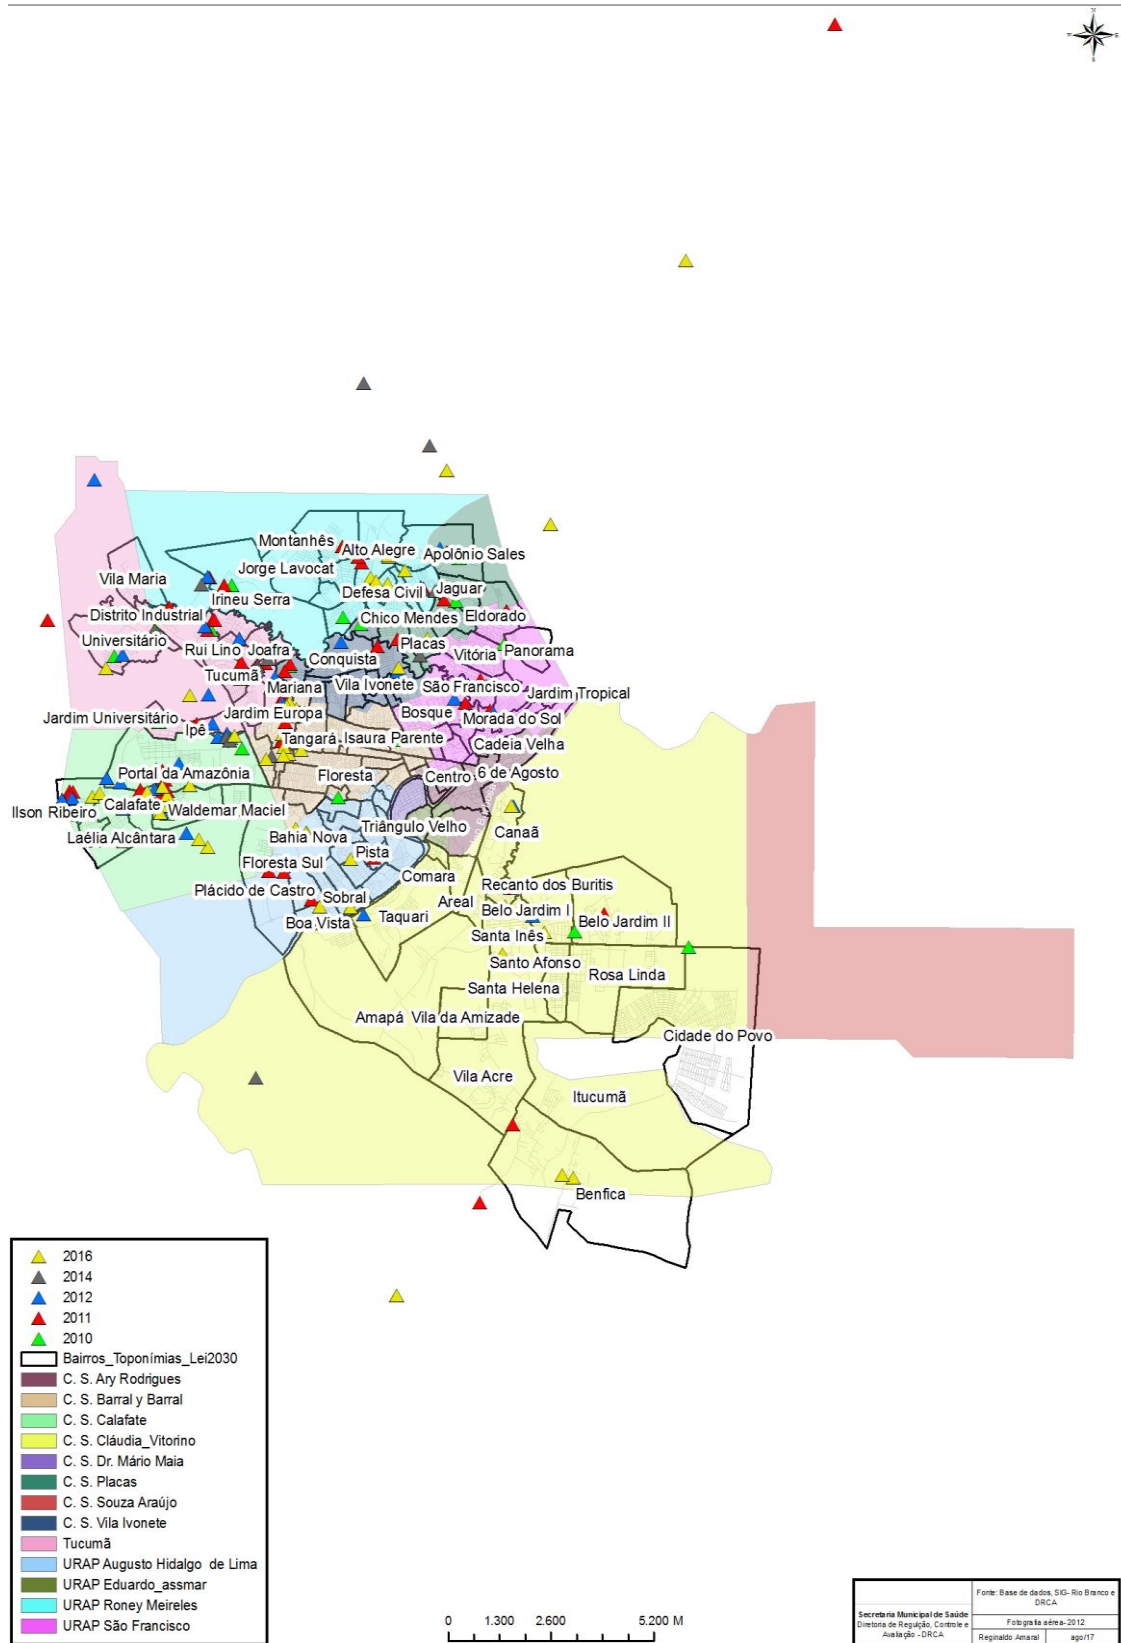 Montanhês
Alto Alegre
Apolônio Sales
Jorge Lavocat
Vila Maria
Defesa Civil
Jaguar
Irineu Serra
Distrito Industrial
Chico Mendes
Eldorado
Universitário
Rui Lino
Joafra
Placas
Vitória
Panorama
Conquista
Tucumã
Mariana
Vila Ivonete
São Francisco
Jardim Tropical
Jardim Universitário
Jardim Europa
Bosque
Morada do Sol
Ipê
Tangará
Isaura Parente
Cadeia Velha
Portal da Amazônia
Floresta
Centro
6 de Agosto
Ilson Ribeiro
Calafate
Waldemar Maciel
Canaã
Laélia Alcântara
Bahia Nova
Triângulo Velho
Pista
Floresta Sul
Comara
Plácido de Castro
Sobral
Recanto dos Buritis
Areal
Boa Vista
Taquari
Belo Jardim I
Belo Jardim II
Santa Inês
Santo Afonso
Rosa Linda
Santa Helena
Amapá
Vila da Amizade
Cidade do Povo
Vila Acre
Itucumã
Benfica
2016
2014
2012
2011
2010
Bairros_Toponímias_Lei2030
C. S. Ary Rodrigues
C. S. Barral y Barral
C. S. Calafate
C. S. Cláudia_Vitorino
C. S. Dr. Mário Maia
C. S. Placas
C. S. Souza Araújo
C. S. Vila Ivonete
Tucumã
URAP Augusto Hidalgo de Lima
URAP Eduardo_assmar
URAP Roney Meireles
URAP São Francisco
0 1.300 2.600 5.200 M
Secretaria Municipal de Saúde
Diretoria de Regulção, Controle e
Avaliação - DRCA
Fonte: Base de dados, SIG- Rio Branco e
DRCA
Fotografia aérea- 2012
Reginaldo Amaral ago/17